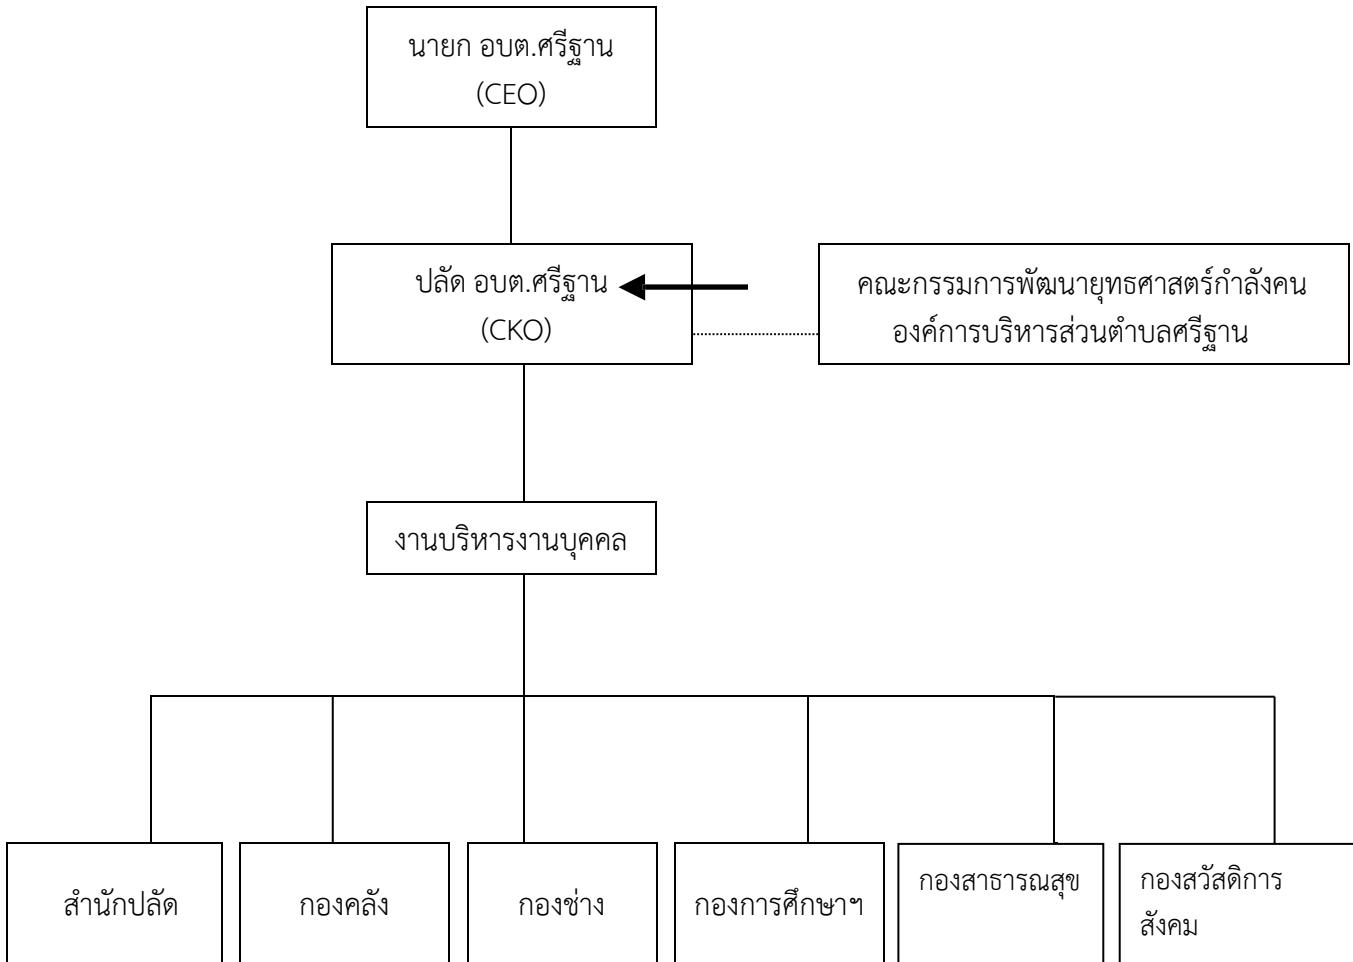 นายก อบต.ศรีฐาน
(CEO)
ปลัด อบต.ศรีฐาน
(CKO)
คณะกรรมการพัฒนายุทธศาสตร์กำลังคน
องค์การบริหารส่วนตำบลศรีฐาน
งานบริหารงานบุคคล
สำนักปลัด
กองคลัง
กองช่าง
กองการศึกษาฯ
กองสาธารณสุข
กองสวัสดิการ
สังคม